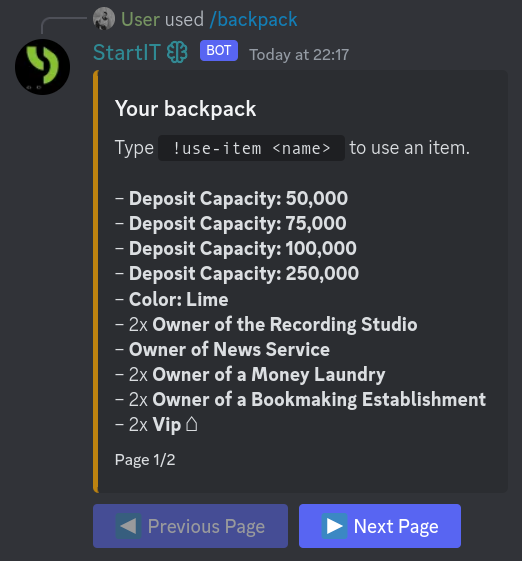 User used /backpack
StartIT BOT Today at 22:17
Your backpack
Type !use-item <name> to use an item.
– Deposit Capacity: 50,000
– Deposit Capacity: 75,000
– Deposit Capacity: 100,000
– Deposit Capacity: 250,000
– Color: Lime
– 2x Owner of the Recording Studio
– Owner of News Service
– 2x Owner of a Money Laundry
– 2x Owner of a Bookmaking Establishment
– 2x Vip
Page 1/2
Previous Page Next Page